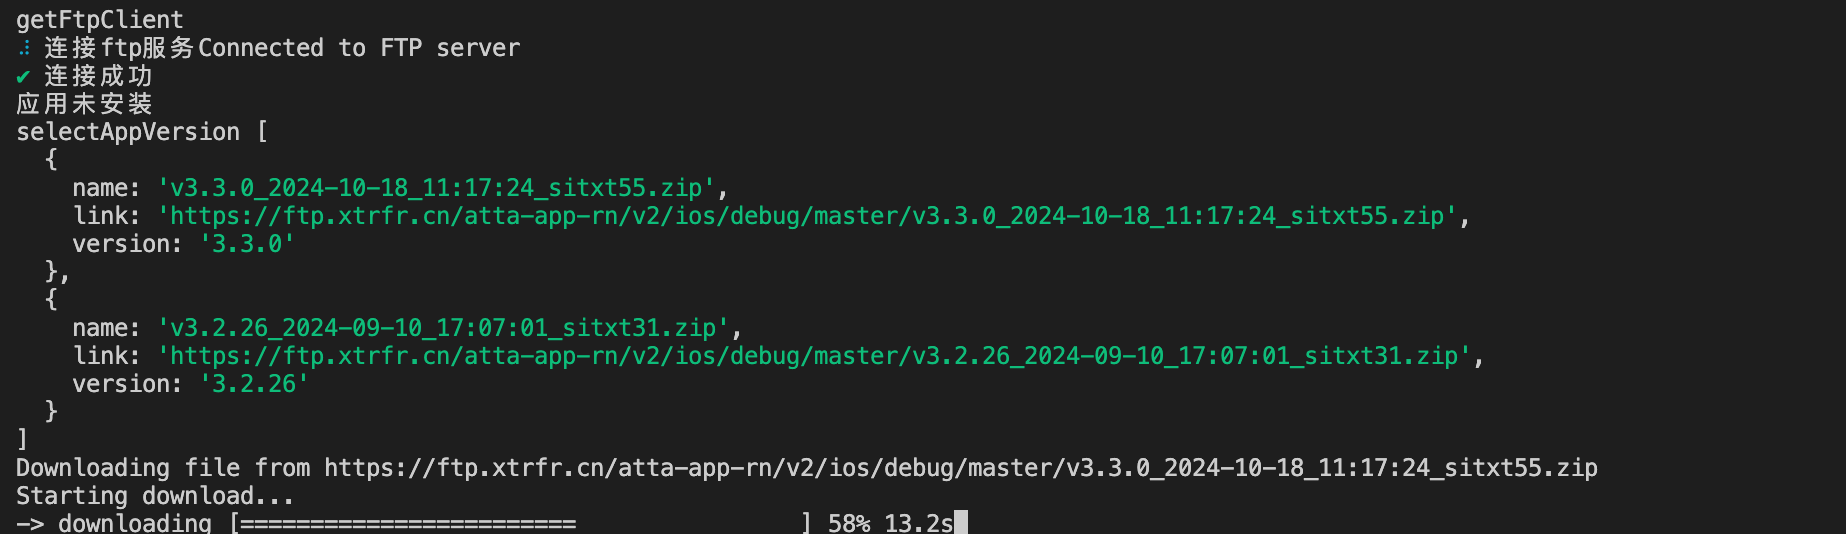 getFtpClient
⠼ 连接ftp服务Connected to FTP server
✔ 连接成功
应用未安装
selectAppVersion [
  {
    name: 'v3.3.0_2024-10-18_11:17:24_sitxt55.zip',
    link: 'https://ftp.xtrfr.cn/atta-app-rn/v2/ios/debug/master/v3.3.0_2024-10-18_11:17:24_sitxt55.zip',
    version: '3.3.0'
  },
  {
    name: 'v3.2.26_2024-09-10_17:07:01_sitxt31.zip',
    link: 'https://ftp.xtrfr.cn/atta-app-rn/v2/ios/debug/master/v3.2.26_2024-09-10_17:07:01_sitxt31.zip',
    version: '3.2.26'
  }
]
Downloading file from https://ftp.xtrfr.cn/atta-app-rn/v2/ios/debug/master/v3.3.0_2024-10-18_11:17:24_sitxt55.zip
Starting download...
-> downloading [========================                ] 58% 13.2s